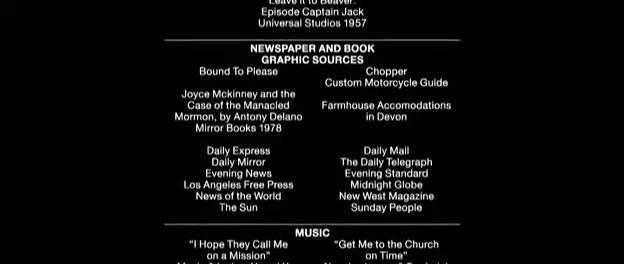 Leave it to Beaver:
Episode Captain Jack
Universal Studios 1957
NEWSPAPER AND BOOK
GRAPHIC SOURCES
Bound To Please
Joyce Mckinney and the
Case of the Manacled
Mormon, by Antony Delano
Mirror Books 1978
Chopper
Custom Motorcycle Guide
Farmhouse Accomodations
in Devon
Daily Express
Daily Mirror
Evening News
Los Angeles Free Press
News of the World
The Sun
Daily Mail
The Daily Telegraph
Evening Standard
Midnight Globe
New West Magazine
Sunday People
MUSIC
"I Hope They Call Me
on a Mission"
"Get Me to the Church
on Time"